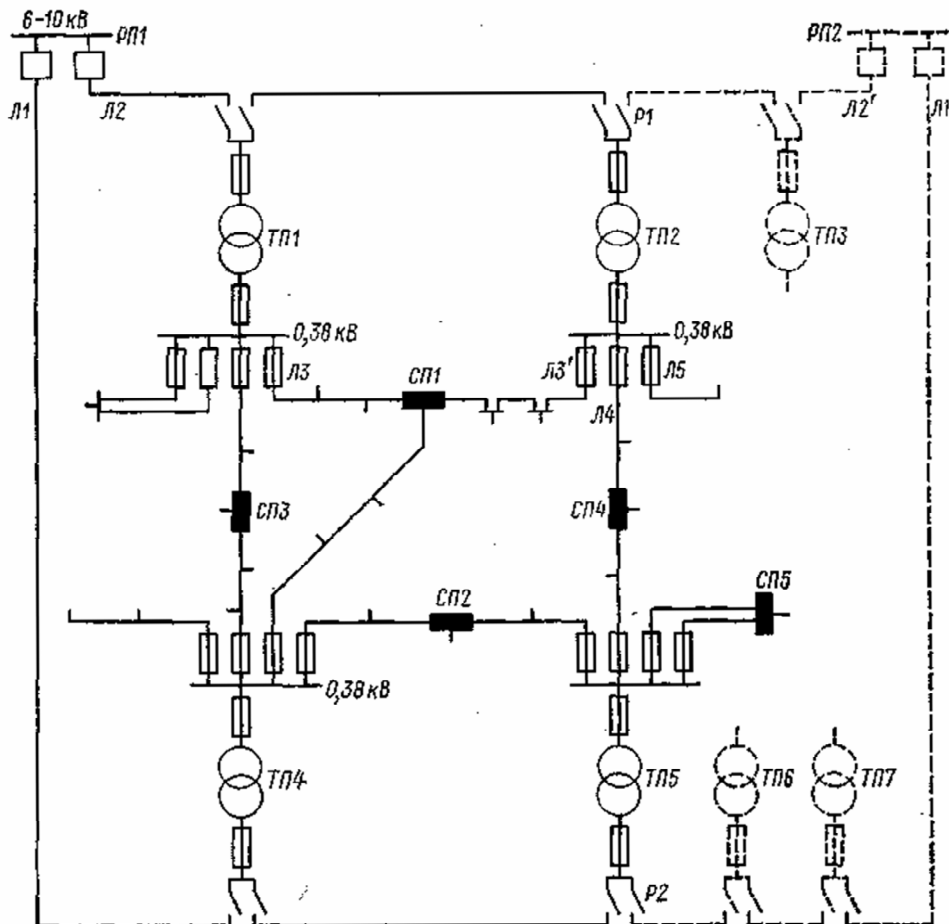 6-10 кВ
РП1
РП2
Л1
Л2
Р1
Л2'
Л1
ТП1
ТП2
ТП3
0,38 кВ
0,38 кВ
Л3
СП1
Л3'
Л5
Л4
СП3
СП4
СП2
СП5
0,38 кВ
ТП4
ТП5
ТП6
ТП7
Р2